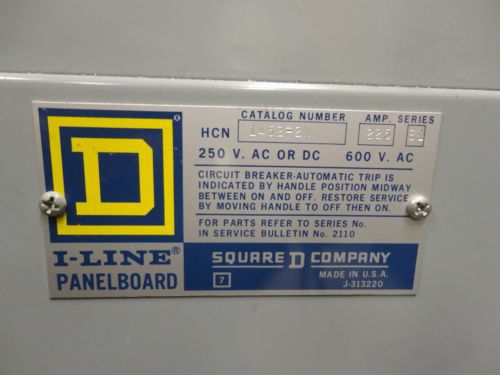 D
®
I-LINE®
PANELBOARD
CATALOG NUMBER AMP. SERIES
HCN 225
250 V. AC OR DC 600 V. AC
CIRCUIT BREAKER-AUTOMATIC TRIP IS
INDICATED BY HANDLE POSITION MIDWAY
BETWEEN ON AND OFF. RESTORE SERVICE
BY MOVING HANDLE TO OFF THEN ON.
FOR PARTS REFER TO SERIES No.
IN SERVICE BULLETIN No. 2110
SQUARE D COMPANY
7
MADE IN U.S.A.
J-313220